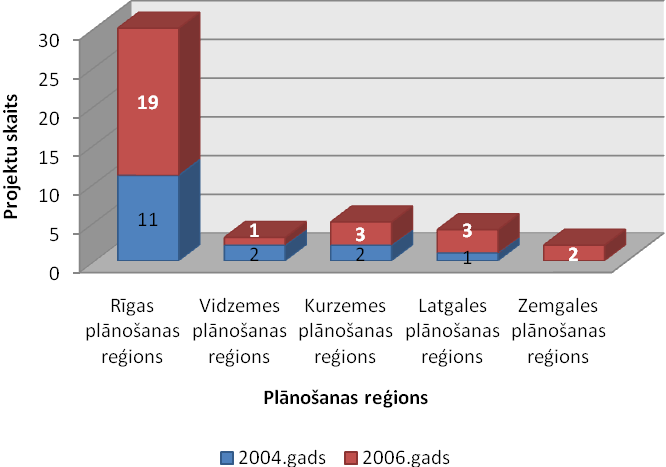 30
25
20
15
10
5
0
Projektu skaits
19
11
1
2
3
2
3
1
2
Rīgas plānošanas reģions
Vidzemes plānošanas reģions
Kurzemes plānošanas reģions
Latgales plānošanas reģions
Zemgales plānošanas reģions
Plānošanas reģions
2004.gads 2006.gads